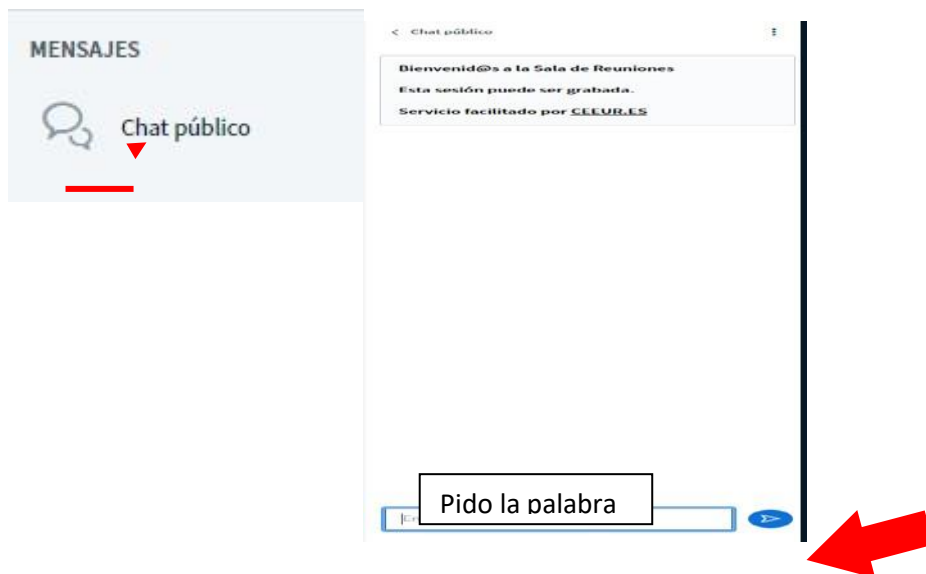 MENSAJES
Chat público
< Chat público
Bienvenid@s a la Sala de Reuniones
Esta sesión puede ser grabada.
Servicio facilitado por CEEUR.ES
Pido la palabra